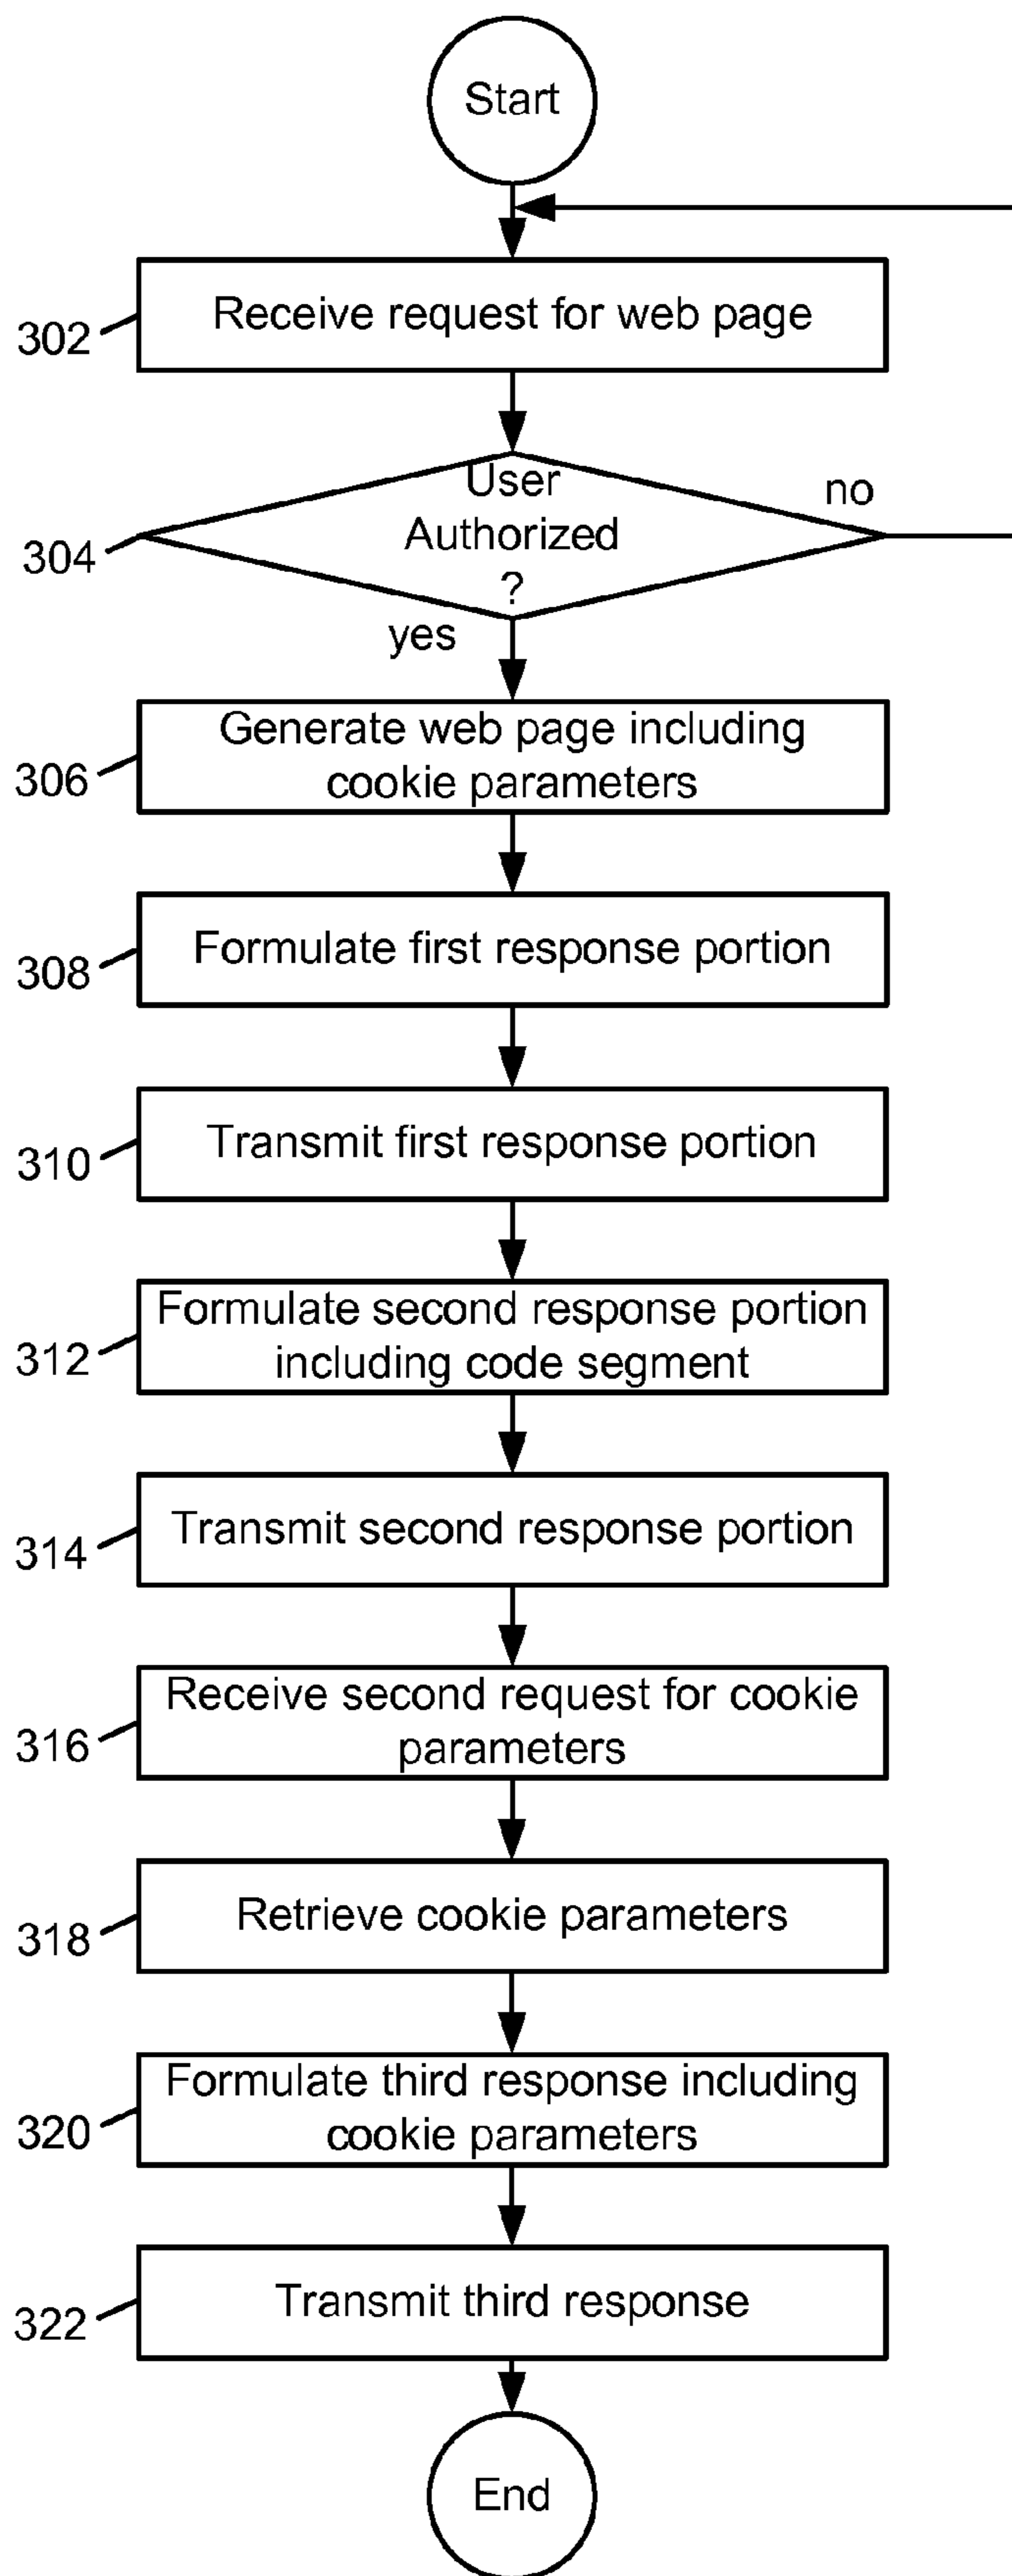 Start
Receive request for web page
302
User
no
Authorized
304
?
yes
Generate web page including
306
cookie parameters
Formulate first response portion
308
Transmit first response portion
310
Formulate second response portion
312
including code segment
Transmit second response portion
314
Receive second request for cookie
316
parameters
Retrieve cookie parameters
318
Formulate third response including
320
cookie parameters
Transmit third response
322
End